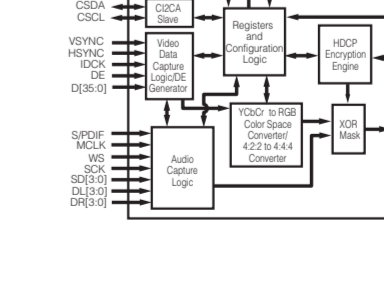 CSDA
CSCL
CI2CA
Slave
Registers
and
Configuration
Logic
HDCP
Encryption
Engine
VSYNC
HSYNC
IDCK
DE
D[35:0]
Video
Data
Capture
Logic/DE
Generator
YCbCr to RGB
Color Space
Converter/
4:2:2 to 4:4:4
Converter
XOR
Mask
S/PDIF
MCLK
WS
SCK
SD[3:0]
DL[3:0]
DR[3:0]
Audio
Capture
Logic